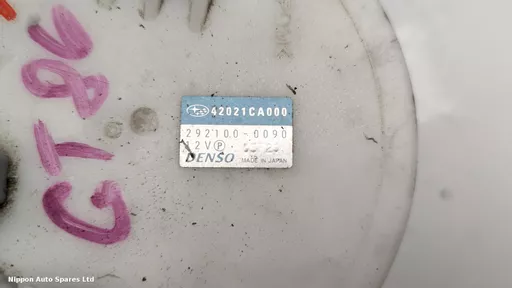 GT86
42021CA000
292100-0090
12V Ⓟ
DENSO MADE IN JAPAN
Nippon Auto Spares Ltd